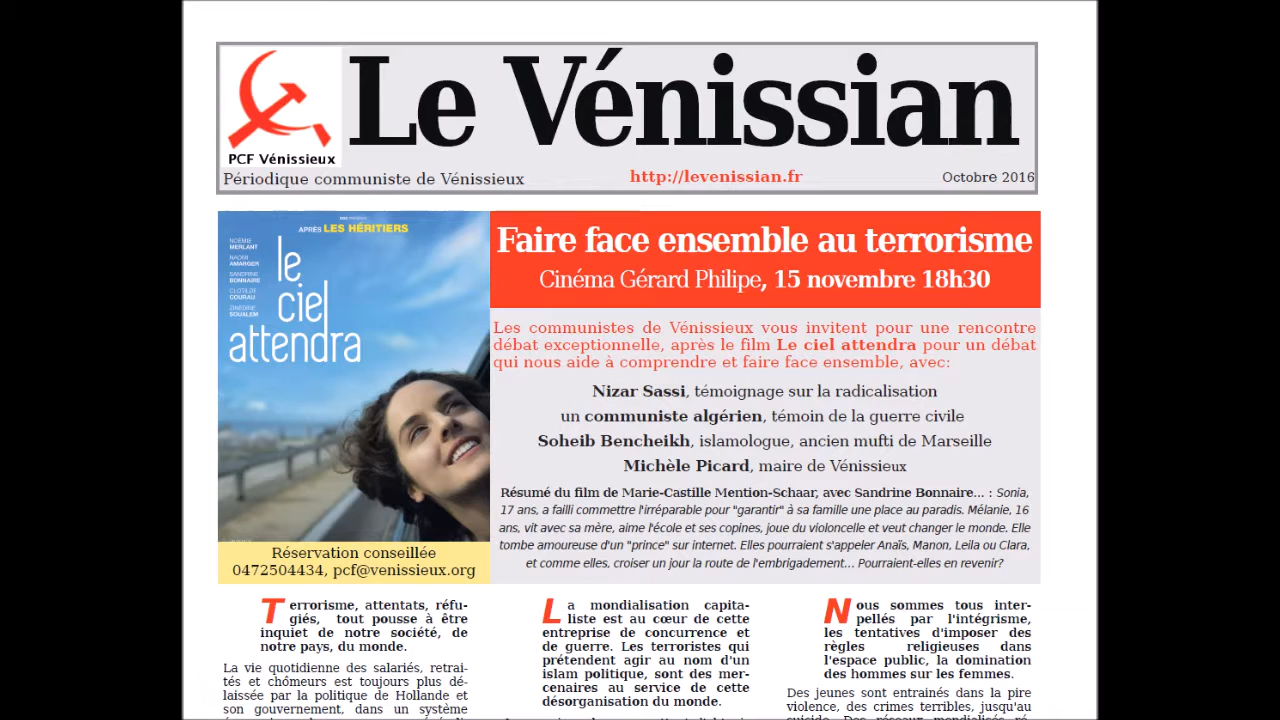 Le Vénissian
PCF Vénissieux
Périodique communiste de Vénissieux
http://levenissian.fr
Octobre 2016
APRÈS LES HÉRITIERS
NOÉMIE
MERLANT
NAOMI
AMARGER
SANDRINE
BONNAIRE
CLOTILDE
COURAU
ZINEDINE
SOUALEM
le
ciel
attendra
Réservation conseillée
0472504434, pcf@venissieux.org
Faire face ensemble au terrorisme
Cinéma Gérard Philipe, 15 novembre 18h30
Les communistes de Vénissieux vous invitent pour une rencontre
débat exceptionnelle, après le film Le ciel attendra pour un débat
qui nous aide à comprendre et faire face ensemble, avec:
Nizar Sassi, témoignage sur la radicalisation
un communiste algérien, témoin de la guerre civile
Soheib Bencheikh, islamologue, ancien mufti de Marseille
Michèle Picard, maire de Vénissieux
Résumé du film de Marie-Castille Mention-Schaar, avec Sandrine Bonnaire... : Sonia,
17 ans, a failli commettre l'irréparable pour "garantir" à sa famille une place au paradis. Mélanie, 16
ans, vit avec sa mère, aime l'école et ses copines, joue du violoncelle et veut changer le monde. Elle
tombe amoureuse d'un "prince" sur internet. Elles pourraient s'appeler Anaïs, Manon, Leila ou Clara,
et comme elles, croiser un jour la route de l'embrigadement... Pourraient-elles en revenir?
Terrorisme, attentats, réfu-
giés, tout pousse à être
inquiet de notre société, de
notre pays, du monde.
La vie quotidienne des salariés, retrai-
tés et chômeurs est toujours plus dé-
laissée par la politique de Hollande et
son gouvernement, dans un système
La mondialisation capita-
liste est au cœur de cette
entreprise de concurrence et
de guerre. Les terroristes qui
prétendent agir au nom d'un
islam politique, sont des mer-
cenaires au service de cette
désorganisation du monde.
Nous sommes tous inter-
pellés par l'intégrisme,
les tentatives d'imposer des
règles religieuses dans
l'espace public, la domination
des hommes sur les femmes.
Des jeunes sont entrainés dans la pire
violence, des crimes terribles, jusqu'au